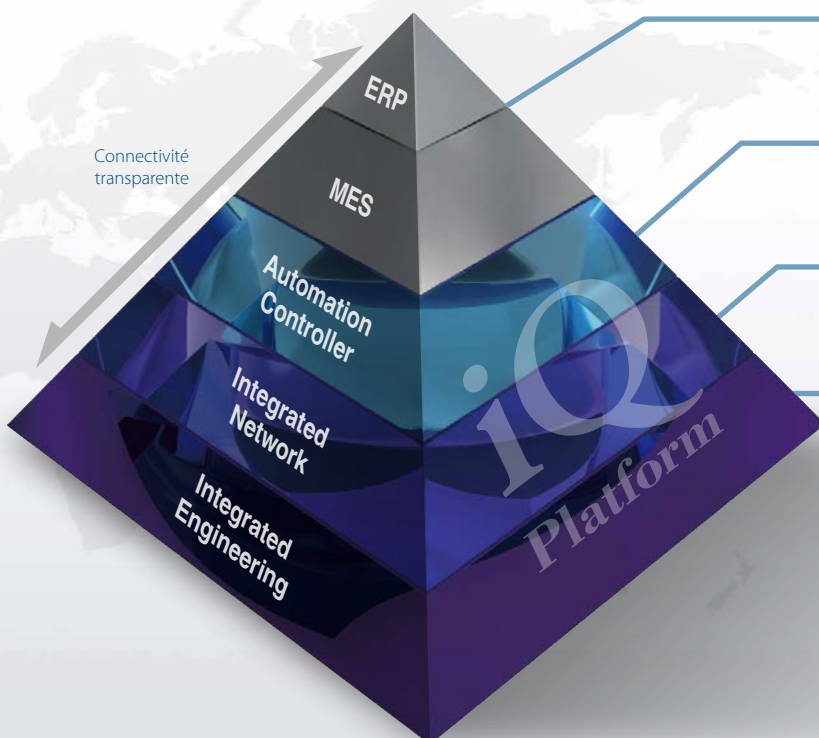 ERP
Connectivité
transparente
MES
Automation
Controller
Integrated
Network
Integrated
Engineering
iQ
Platform